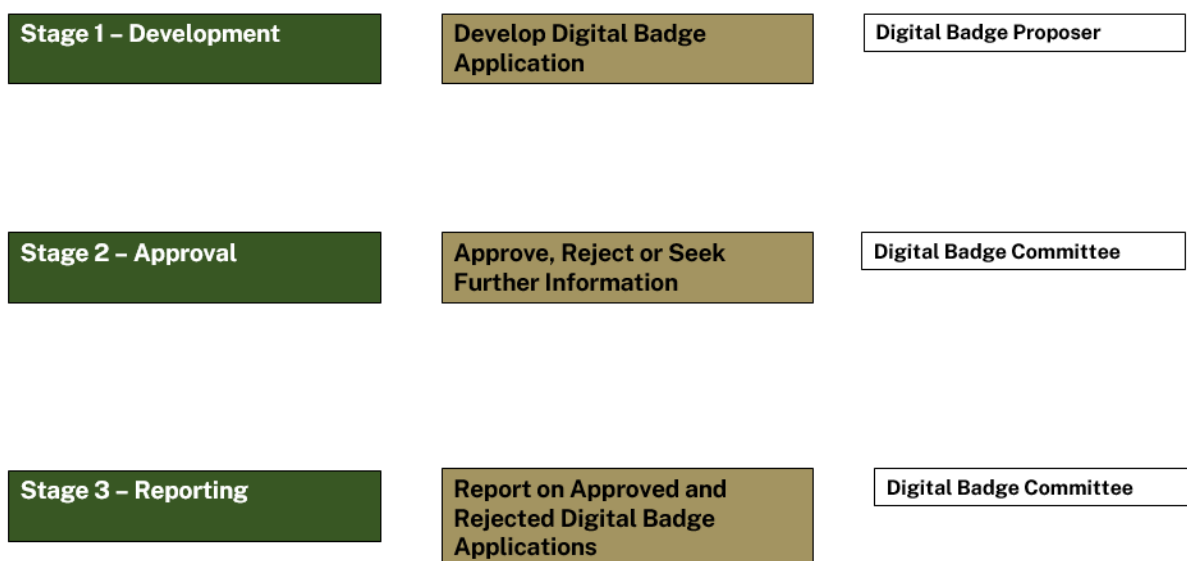 Stage 1 – Development
Develop Digital Badge
Application
Digital Badge Proposer
Stage 2 – Approval
Approve, Reject or Seek
Further Information
Digital Badge Committee
Stage 3 – Reporting
Report on Approved and
Rejected Digital Badge
Applications
Digital Badge Committee